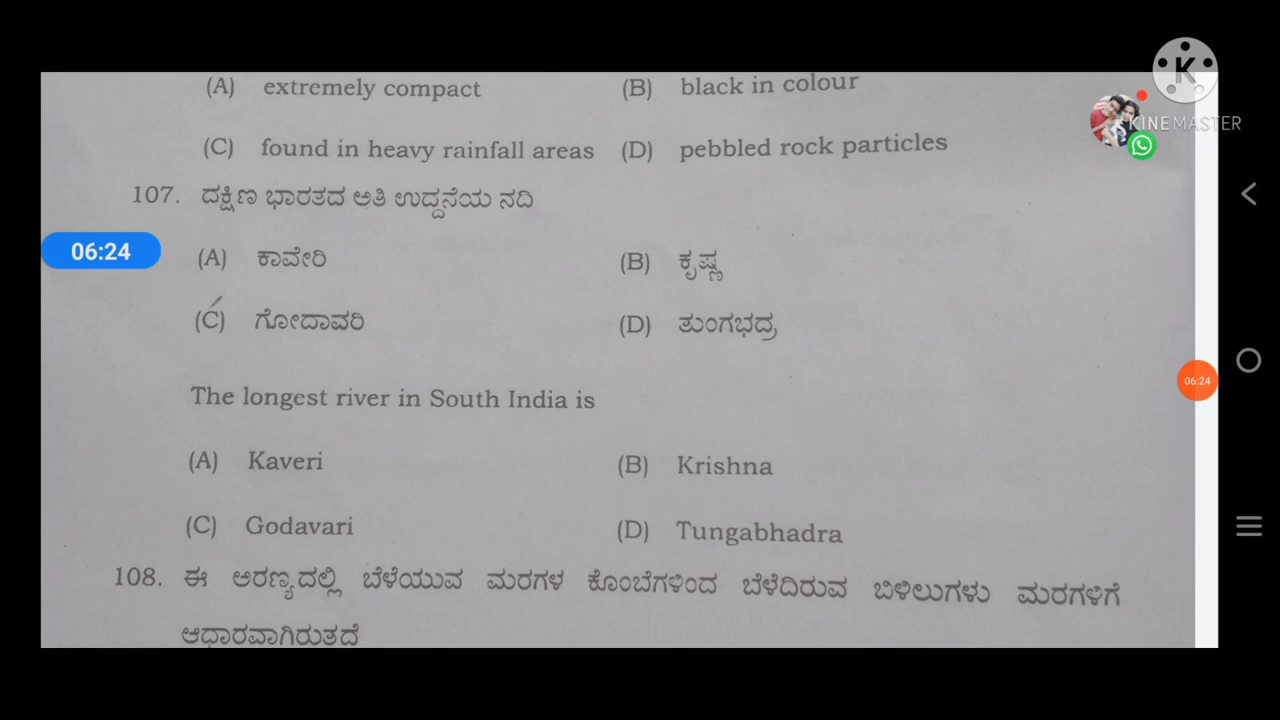 (A) extremely compact (B) black in colour
KINEMASTER
(C) found in heavy rainfall areas (D) pebbled rock particles
107. ದಕ್ಷಿಣ ಭಾರತದ ಅತಿ ಉದ್ದನೆಯ ನದಿ
06:24
(A) ಕಾವೇರಿ (B) ಕೃಷ್ಣ
(C) ಗೋದಾವರಿ (D) ತುಂಗಭದ್ರ
06:24
The longest river in South India is
(A) Kaveri (B) Krishna
(C) Godavari (D) Tungabhadra
108. ಈ ಅರಣ್ಯದಲ್ಲಿ ಬೆಳೆಯುವ ಮರಗಳ ಕೊಂಬೆಗಳಿಂದ ಬೆಳೆದಿರುವ ಬಿಳಿಲುಗಳು ಮರಗಳಿಗೆ
ಆಧಾರವಾಗಿರುತದೆ